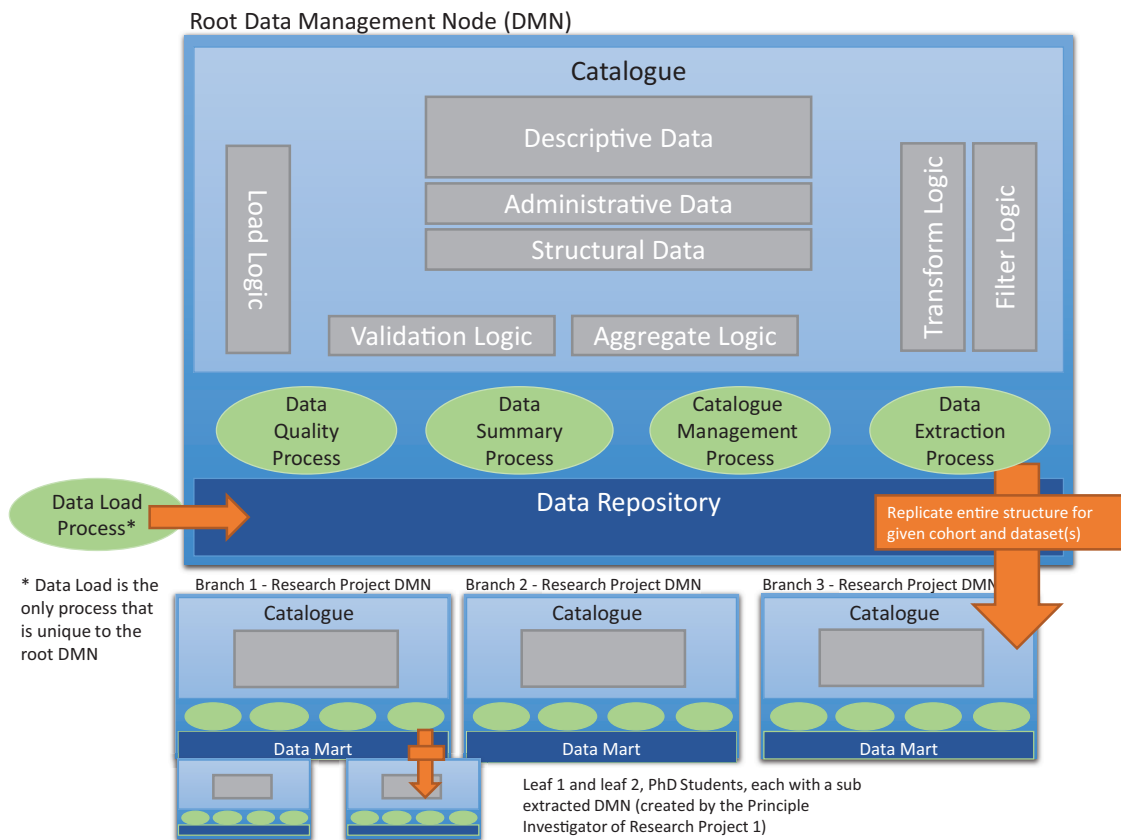 Root Data Management Node (DMN)
Catalogue
Descriptive Data
Administrative Data
Structural Data
Load Logic
Validation Logic
Aggregate Logic
Transform Logic
Filter Logic
Data
Quality
Process
Data
Summary
Process
Catalogue
Management
Process
Data
Extraction
Process
Data Load
Process*
Data Repository
Replicate entire structure for
given cohort and dataset(s)
* Data Load is the
only process that
is unique to the
root DMN
Branch 1 - Research Project DMN
Catalogue
Data Mart
Branch 2 - Research Project DMN
Catalogue
Data Mart
Branch 3 - Research Project DMN
Catalogue
Data Mart
Leaf 1 and leaf 2, PhD Students, each with a sub
extracted DMN (created by the Principle
Investigator of Research Project 1)